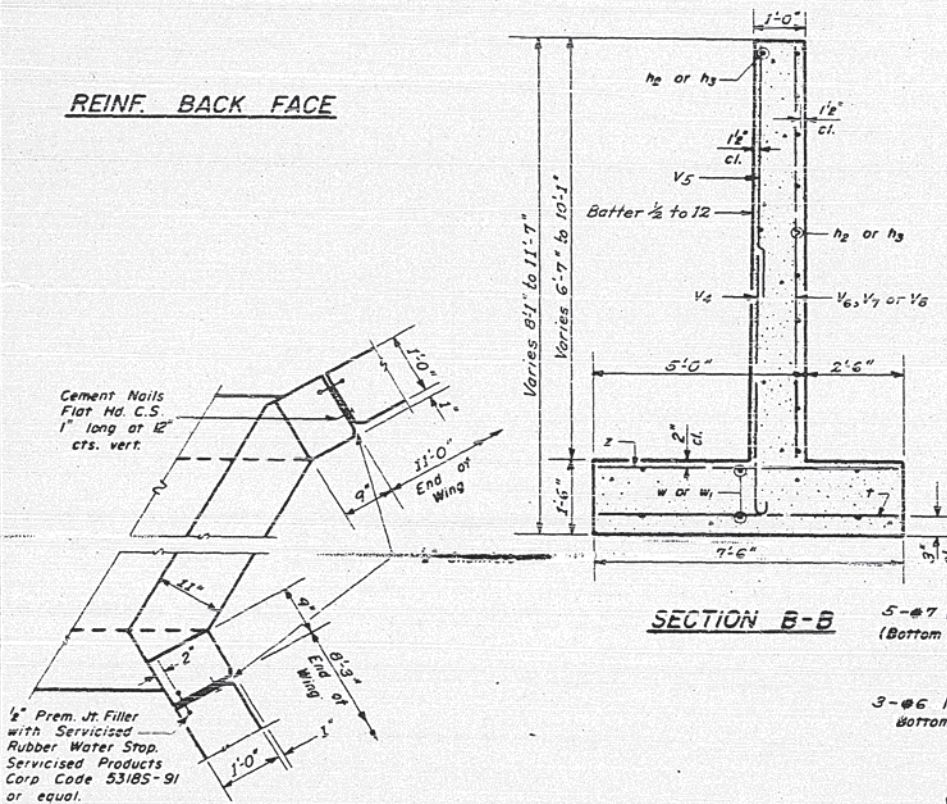 REINF. BACK FACE
1'-0"
h2 or h3
1½"
cl.
1½"
cl.
V5
Batter ½ to 12
h2 or h3
Varies 8'-1" to 11'-7"
Varies 6'-7" to 10'-1"
V4
V6, V7 or V8
5'-0"
2'-6"
z
2"
cl.
w or w1
t
1'-6"
3"
7'-6"
SECTION B-B
5-#7
(Bottom
3-#6
Bottom
Cement Nails
Flat Hd. C.S.
1" long at 12"
cts. vert.
1'-0"
1"
11'-0"
End of
Wing
9"
11"
9"
8'-3"
End of
Wing
2"
1"
1'-0"
½" Prem. Jt. Filler
with Servicised
Rubber Water Stop.
Servicised Products
Corp Code 5318S-91
or equal.